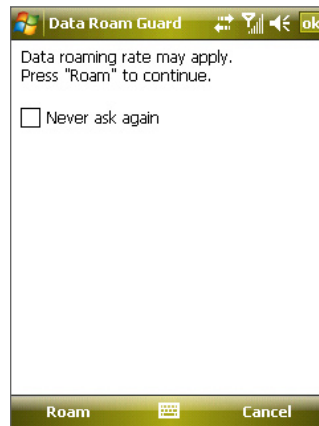 Data Roam Guard ok
Data roaming rate may apply.
Press "Roam" to continue.
Never ask again
Roam Cancel